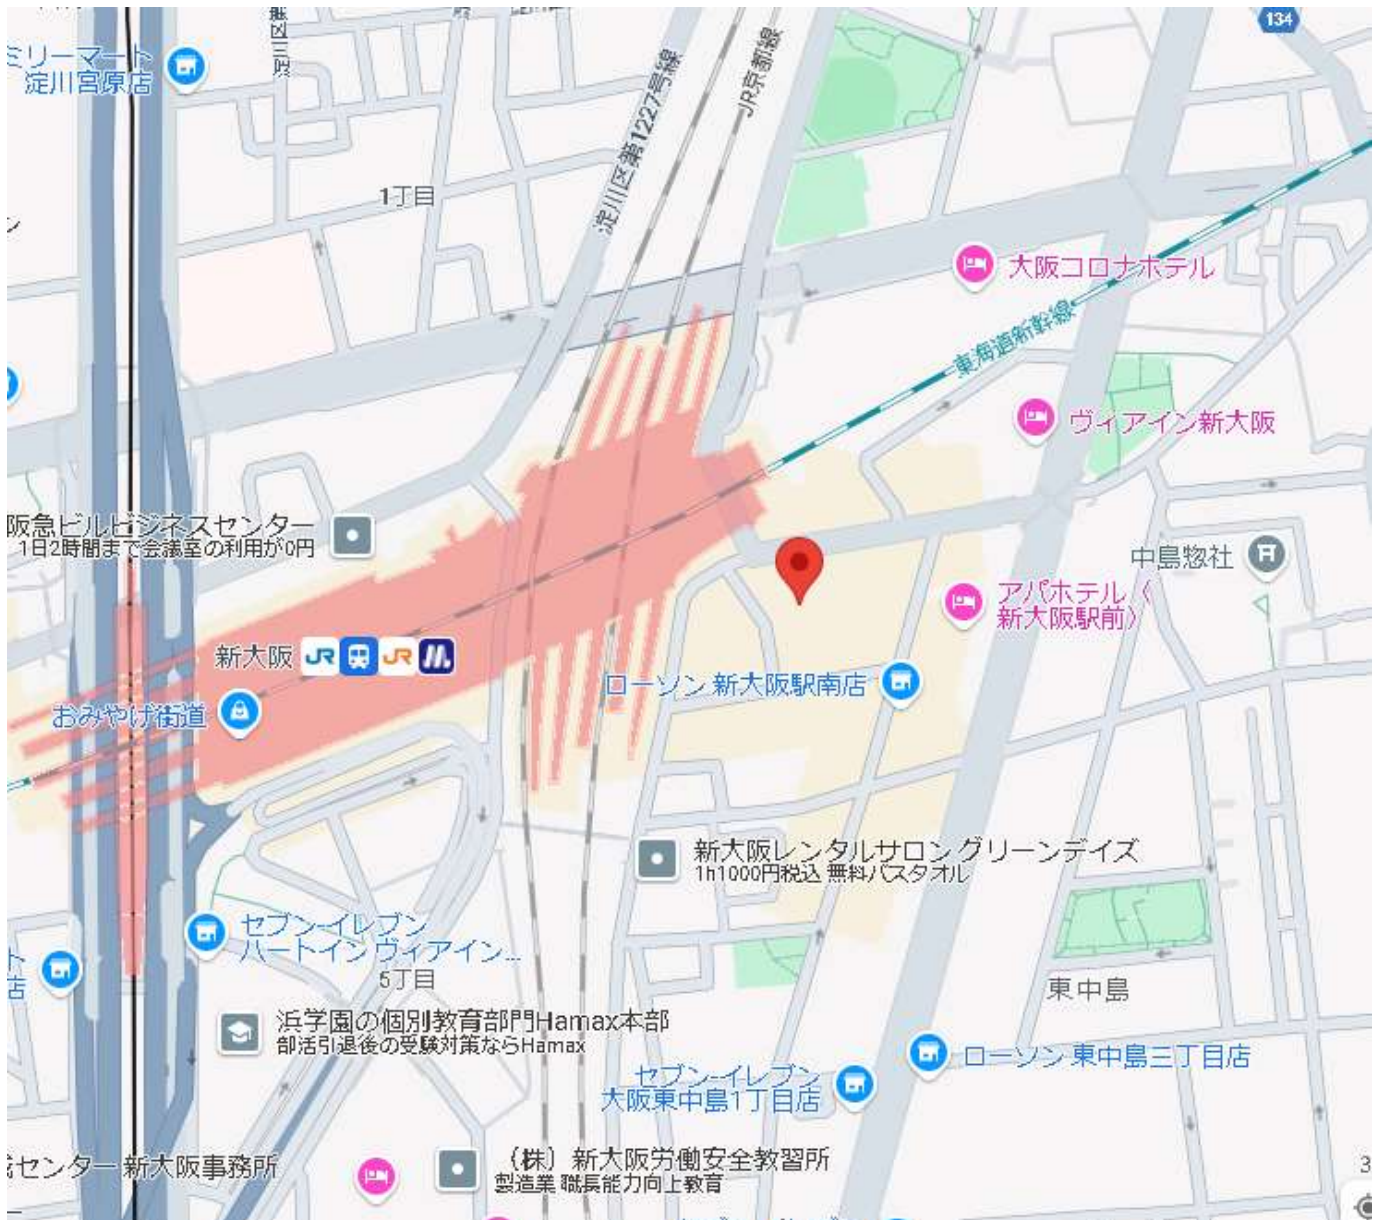 134
ミリーマート
淀川宮原店
淀川区第1227号線
JR京都線
1丁目
ン
大阪コロナホテル
東海道新幹線
ヴィアイン新大阪
阪急ビルビジネスセンター
1日2時間まで会議室の利用が0円
中島惣社
アパホテル〈
新大阪駅前〉
新大阪 JR JR
ローソン 新大阪駅南店
おみやげ街道
新大阪レンタルサロン グリーンデイズ
1h1000円税込 無料バスタオル
セブン-イレブン
ハートイン ヴィアイン...
ト
店
5丁目
東中島
浜学園の個別教育部門Hamax本部
部活引退後の受験対策ならHamax
ローソン 東中島三丁目店
セブン-イレブン
大阪東中島1丁目店
センター 新大阪事務所
（株）新大阪労働安全教習所
製造業 職長能力向上教育
3